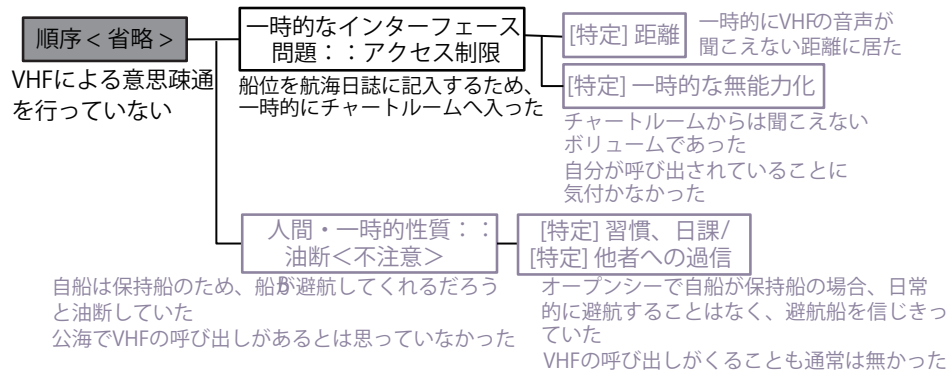 順序 < 省略 >
VHFによる意思疎通
を行っていない
一時的なインターフェース
問題：：アクセス制限
船位を航海日誌に記入するため、
一時的にチャートルームへ入った
[特定] 距離
一時的にVHFの音声が
聞こえない距離に居た
[特定] 一時的な無能力化
チャートルームからは聞こえない
ボリュームであった
自分が呼び出されていることに
気付かなかった
人間・一時的性質：：
油断＜不注意＞
自船は保持船のため、船が避航してくれるだろう
と油断していた
公海でVHFの呼び出しがあるとは思っていなかった
[特定] 習慣、日課/
[特定] 他者への過信
オープンシーで自船が保持船の場合、日常
的に避航することはなく、避航船を信じきっ
ていた
VHFの呼び出しがくることも通常は無かった